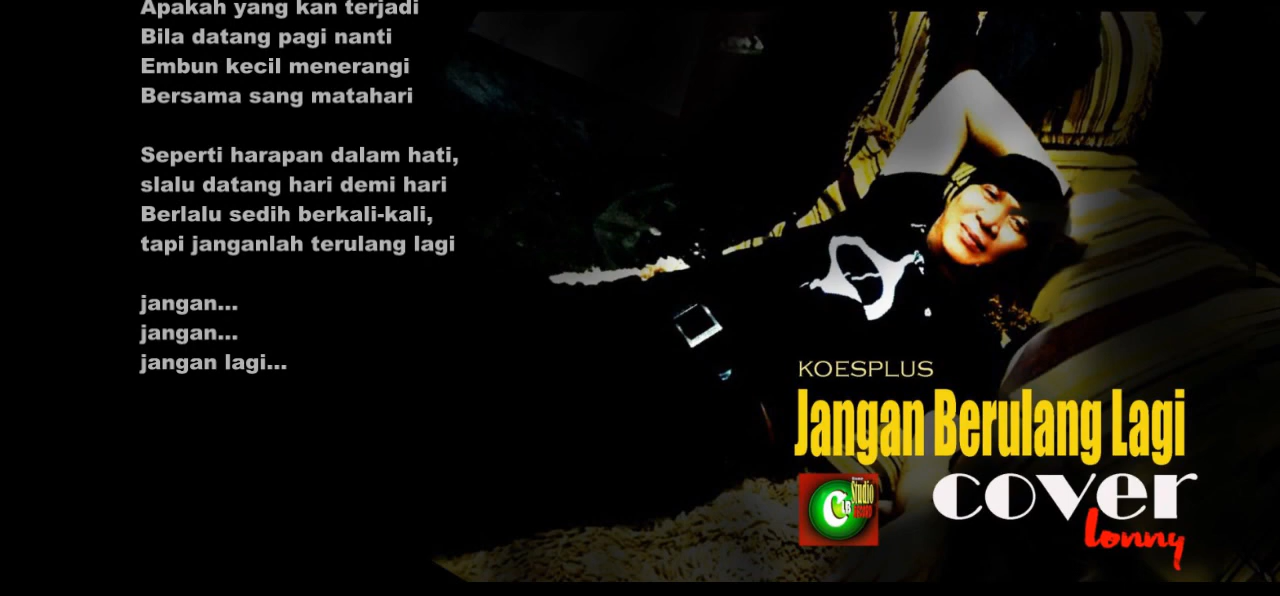 Apakah yang kan terjadi
Bila datang pagi nanti
Embun kecil menerangi
Bersama sang matahari
Seperti harapan dalam hati,
slalu datang hari demi hari
Berlalu sedih berkali-kali,
tapi janganlah terulang lagi
jangan...
jangan...
jangan lagi...
KOESPLUS
Jangan Berulang Lagi
cover
lonny
Studio